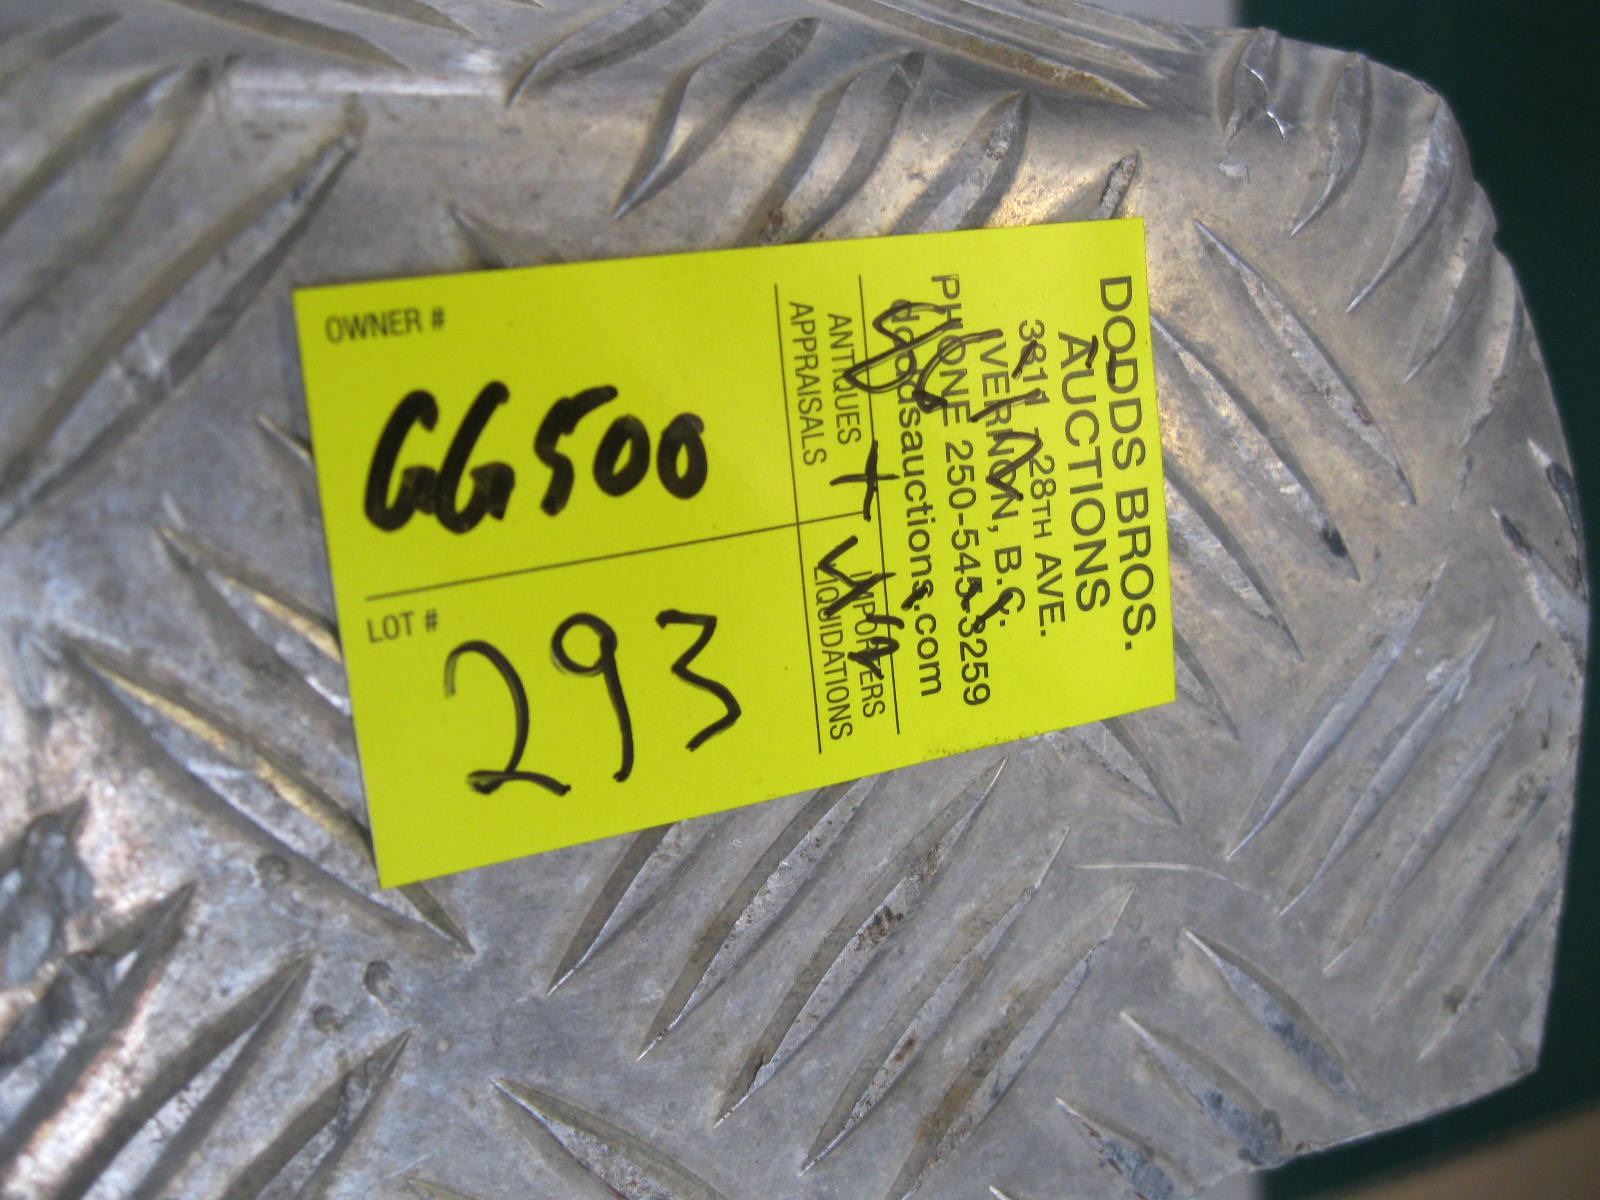 DODDS BROS.
AUCTIONS
3311 28TH AVE.
VERNON, B.C.
PHONE 250-545-3259
doddsauctions.com
ANTIQUES IMPORTERS
APPRAISALS LIQUIDATIONS
OWNER #
GG500
LOT #
293